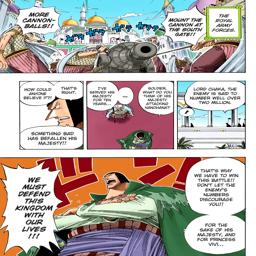 THE
ROYAL
ARMY
FORCES.
MOUNT THE
CANNON AT
THE SOUTH
GATE!!
MORE
CANNON-
BALLS!!
LORD CHAKA,
THE ENEMY IS
SAID TO
NUMBER WELL
OVER TWO
MILLION.
SOLDIER,
WHAT DO YOU
THINK OF HIS
MAJESTY
ATTACKING
NANOHANA?
I'VE SERVED
HIS MAJESTY
FOR TEN
YEARS...
THAT'S
RIGHT.
HOW COULD
ANYONE
BELIEVE IT?!
SOMETHING BAD
HAS BEFALLEN HIS
MAJESTY!!
THAT'S WHY
WE HAVE TO WIN
THIS BATTLE!!
DON'T LET THE
ENEMY'S
NUMBERS
DISCOURAGE
YOU!!
FOR THE
SAKE OF HIS
MAJESTY, AND
FOR PRINCESS
WE
MUST
DEFEND
THIS
KINGDOM
WITH OUR
LIVES
!!!